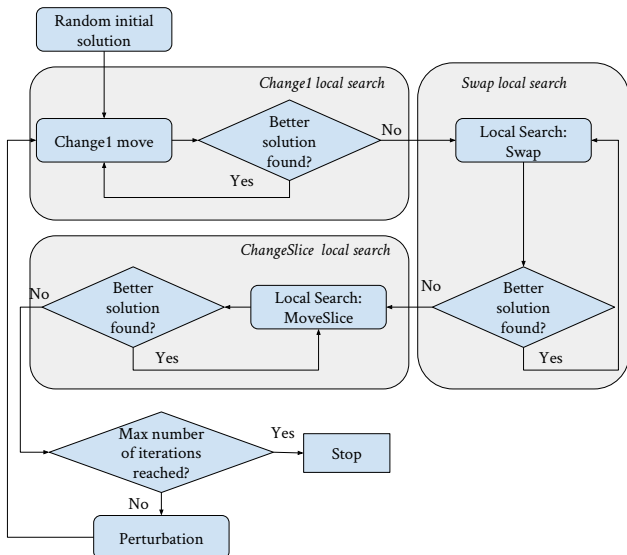 Random initial
solution
Change1 local search
Change1 move
Better
solution
found?
Yes
No
Swap local search
Local Search:
Swap
Better
solution
found?
Yes
No
ChangeSlice local search
Local Search:
MoveSlice
Better
solution
found?
Yes
No
Max number
of iterations
reached?
Yes
Stop
No
Perturbation